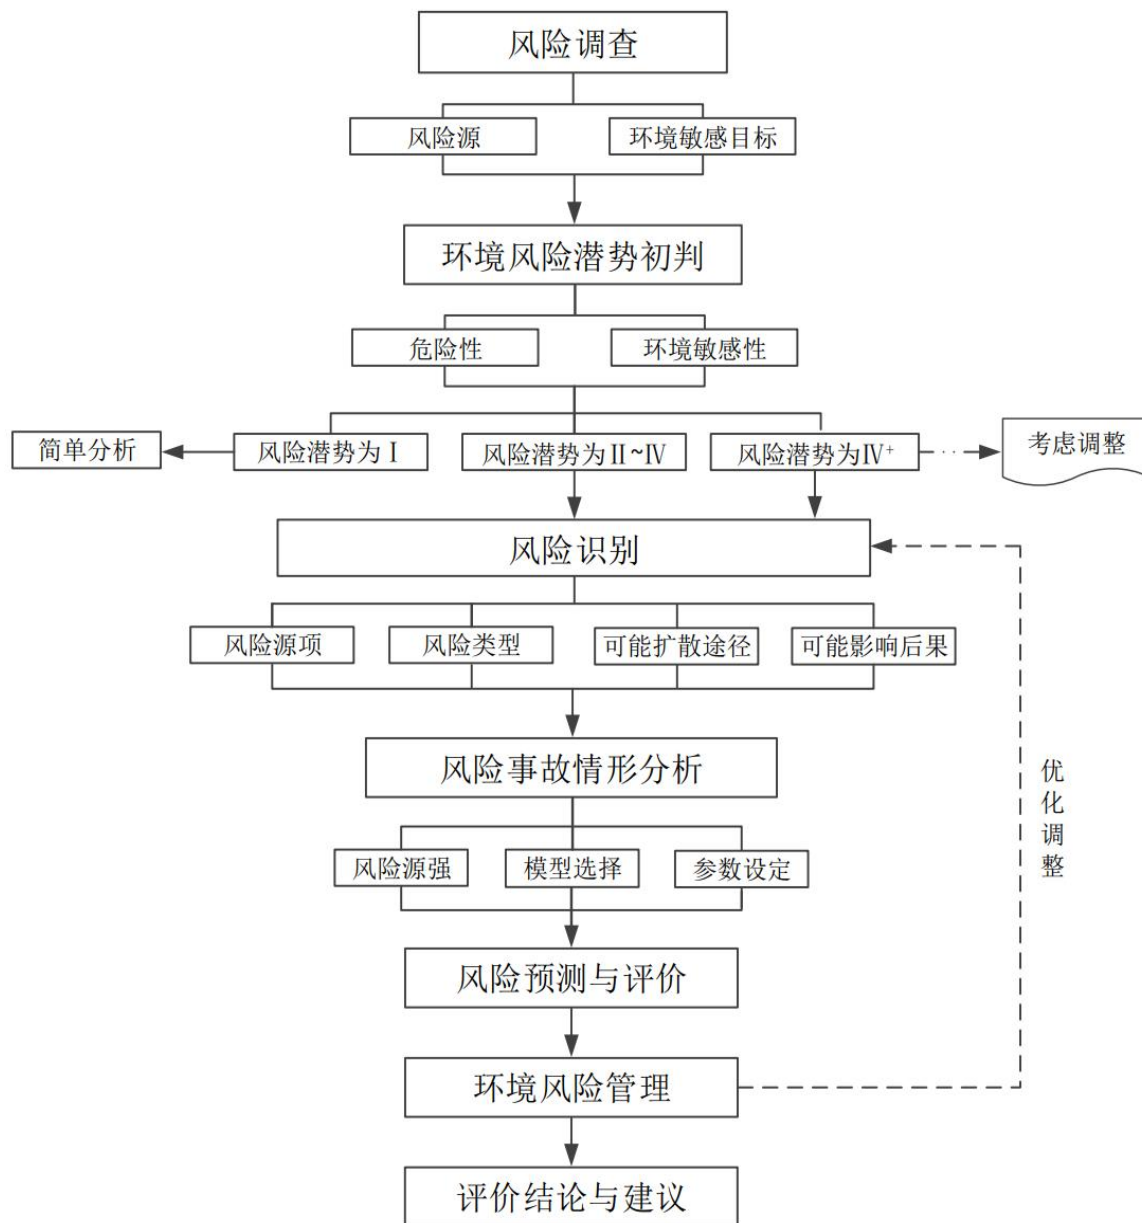 风险调查
风险源
环境敏感目标
环境风险潜势初判
危险性
环境敏感性
简单分析
风险潜势为Ⅰ
风险潜势为Ⅱ~Ⅳ
风险潜势为Ⅳ⁺
考虑调整
风险识别
风险源项
风险类型
可能扩散途径
可能影响后果
风险事故情形分析
优化调整
风险源强
模型选择
参数设定
风险预测与评价
环境风险管理
评价结论与建议